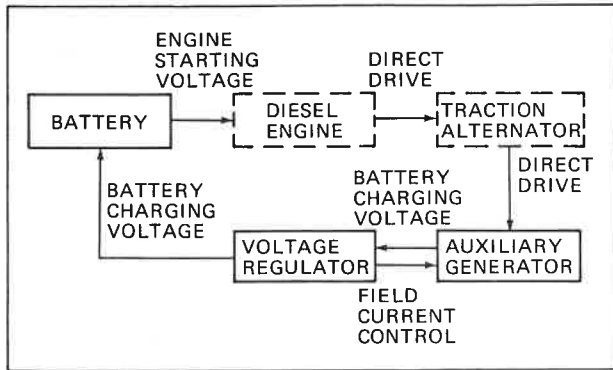 ENGINE
STARTING
VOLTAGE
DIRECT
DRIVE
BATTERY
DIESEL
ENGINE
TRACTION
ALTERNATOR
BATTERY
CHARGING
VOLTAGE
BATTERY
CHARGING
VOLTAGE
DIRECT
DRIVE
VOLTAGE
REGULATOR
AUXILIARY
GENERATOR
FIELD
CURRENT
CONTROL